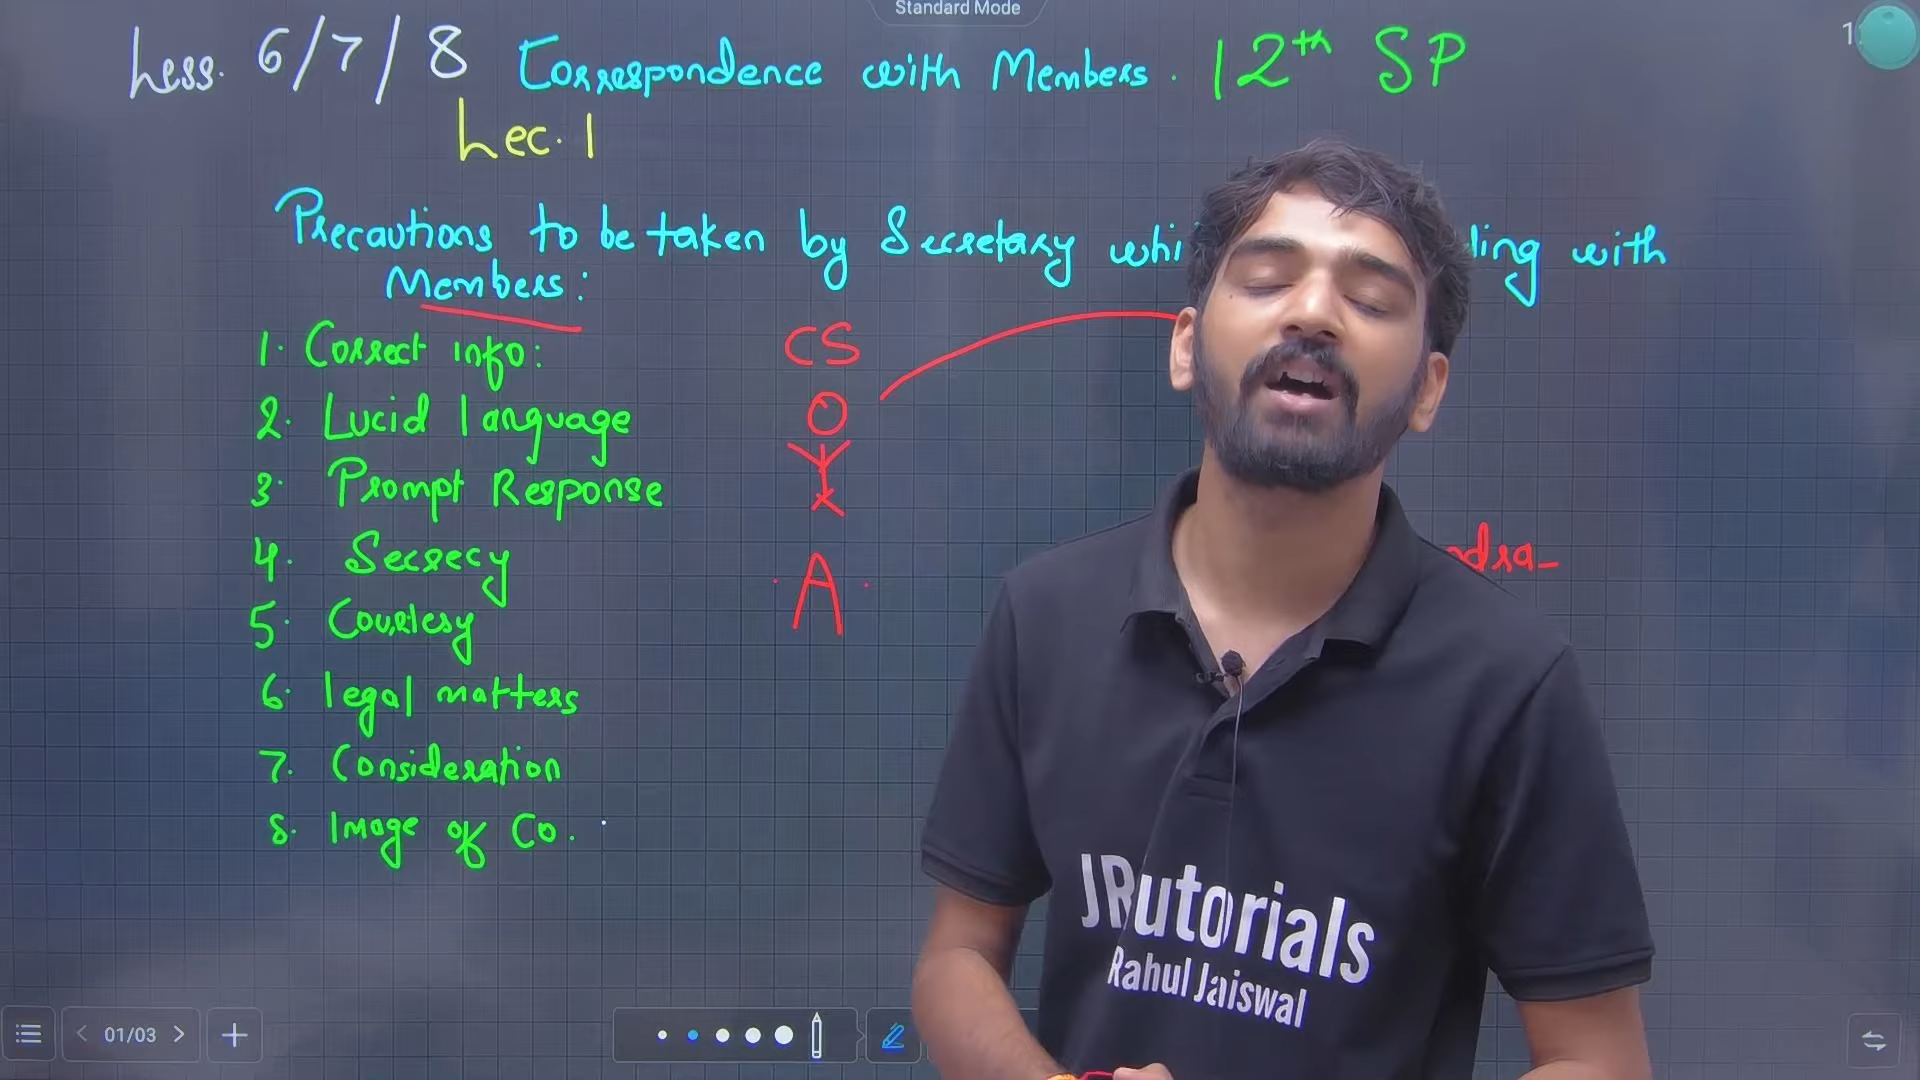 Standard Mode
Less. 6/7/8 Correspondence with Members. 12th SP
Lec. 1
Precautions to be taken by Secretary whi ling with
Members:
1. Correct info: CS
2. Lucid language
3. Prompt Response
4. Secrecy
5. Courtesy A
6. legal matters
7. Consideration
8. Image of Co.
dra
JRutorials
Rahul Jaiswal
01/03